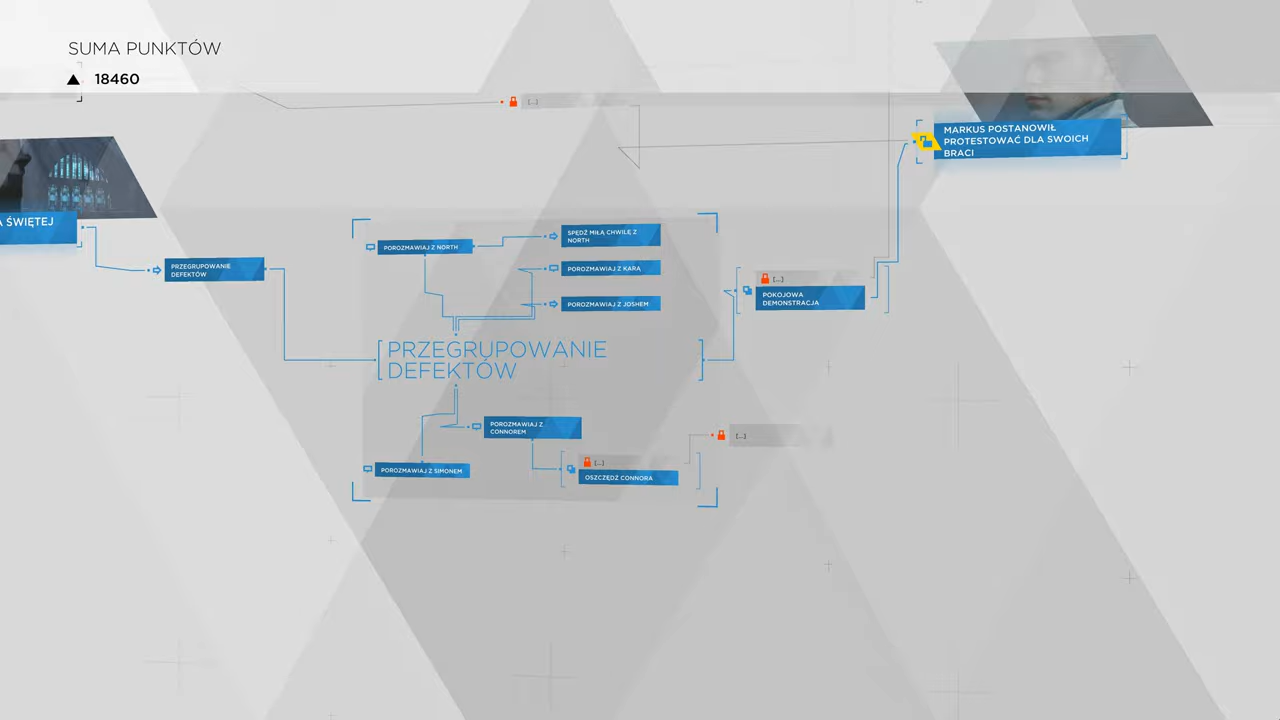 SUMA PUNKTÓW
18460
[...]
MARKUS POSTANOWIŁ
PROTESTOWAĆ DLA SWOICH
BRACI
A ŚWIĘTEJ
PRZEGRUPOWANIE
DEFEKTÓW
POROZMAWIAJ Z NORTH
SPĘDŹ MIŁĄ CHWILĘ Z
NORTH
POROZMAWIAJ Z KARĄ
POROZMAWIAJ Z JOSHEM
[...]
POKOJOWA
DEMONSTRACJA
PRZEGRUPOWANIE
DEFEKTÓW
POROZMAWIAJ Z
CONNOREM
[...]
POROZMAWIAJ Z SIMONEM
[...]
OSZCZĘDŹ CONNORA